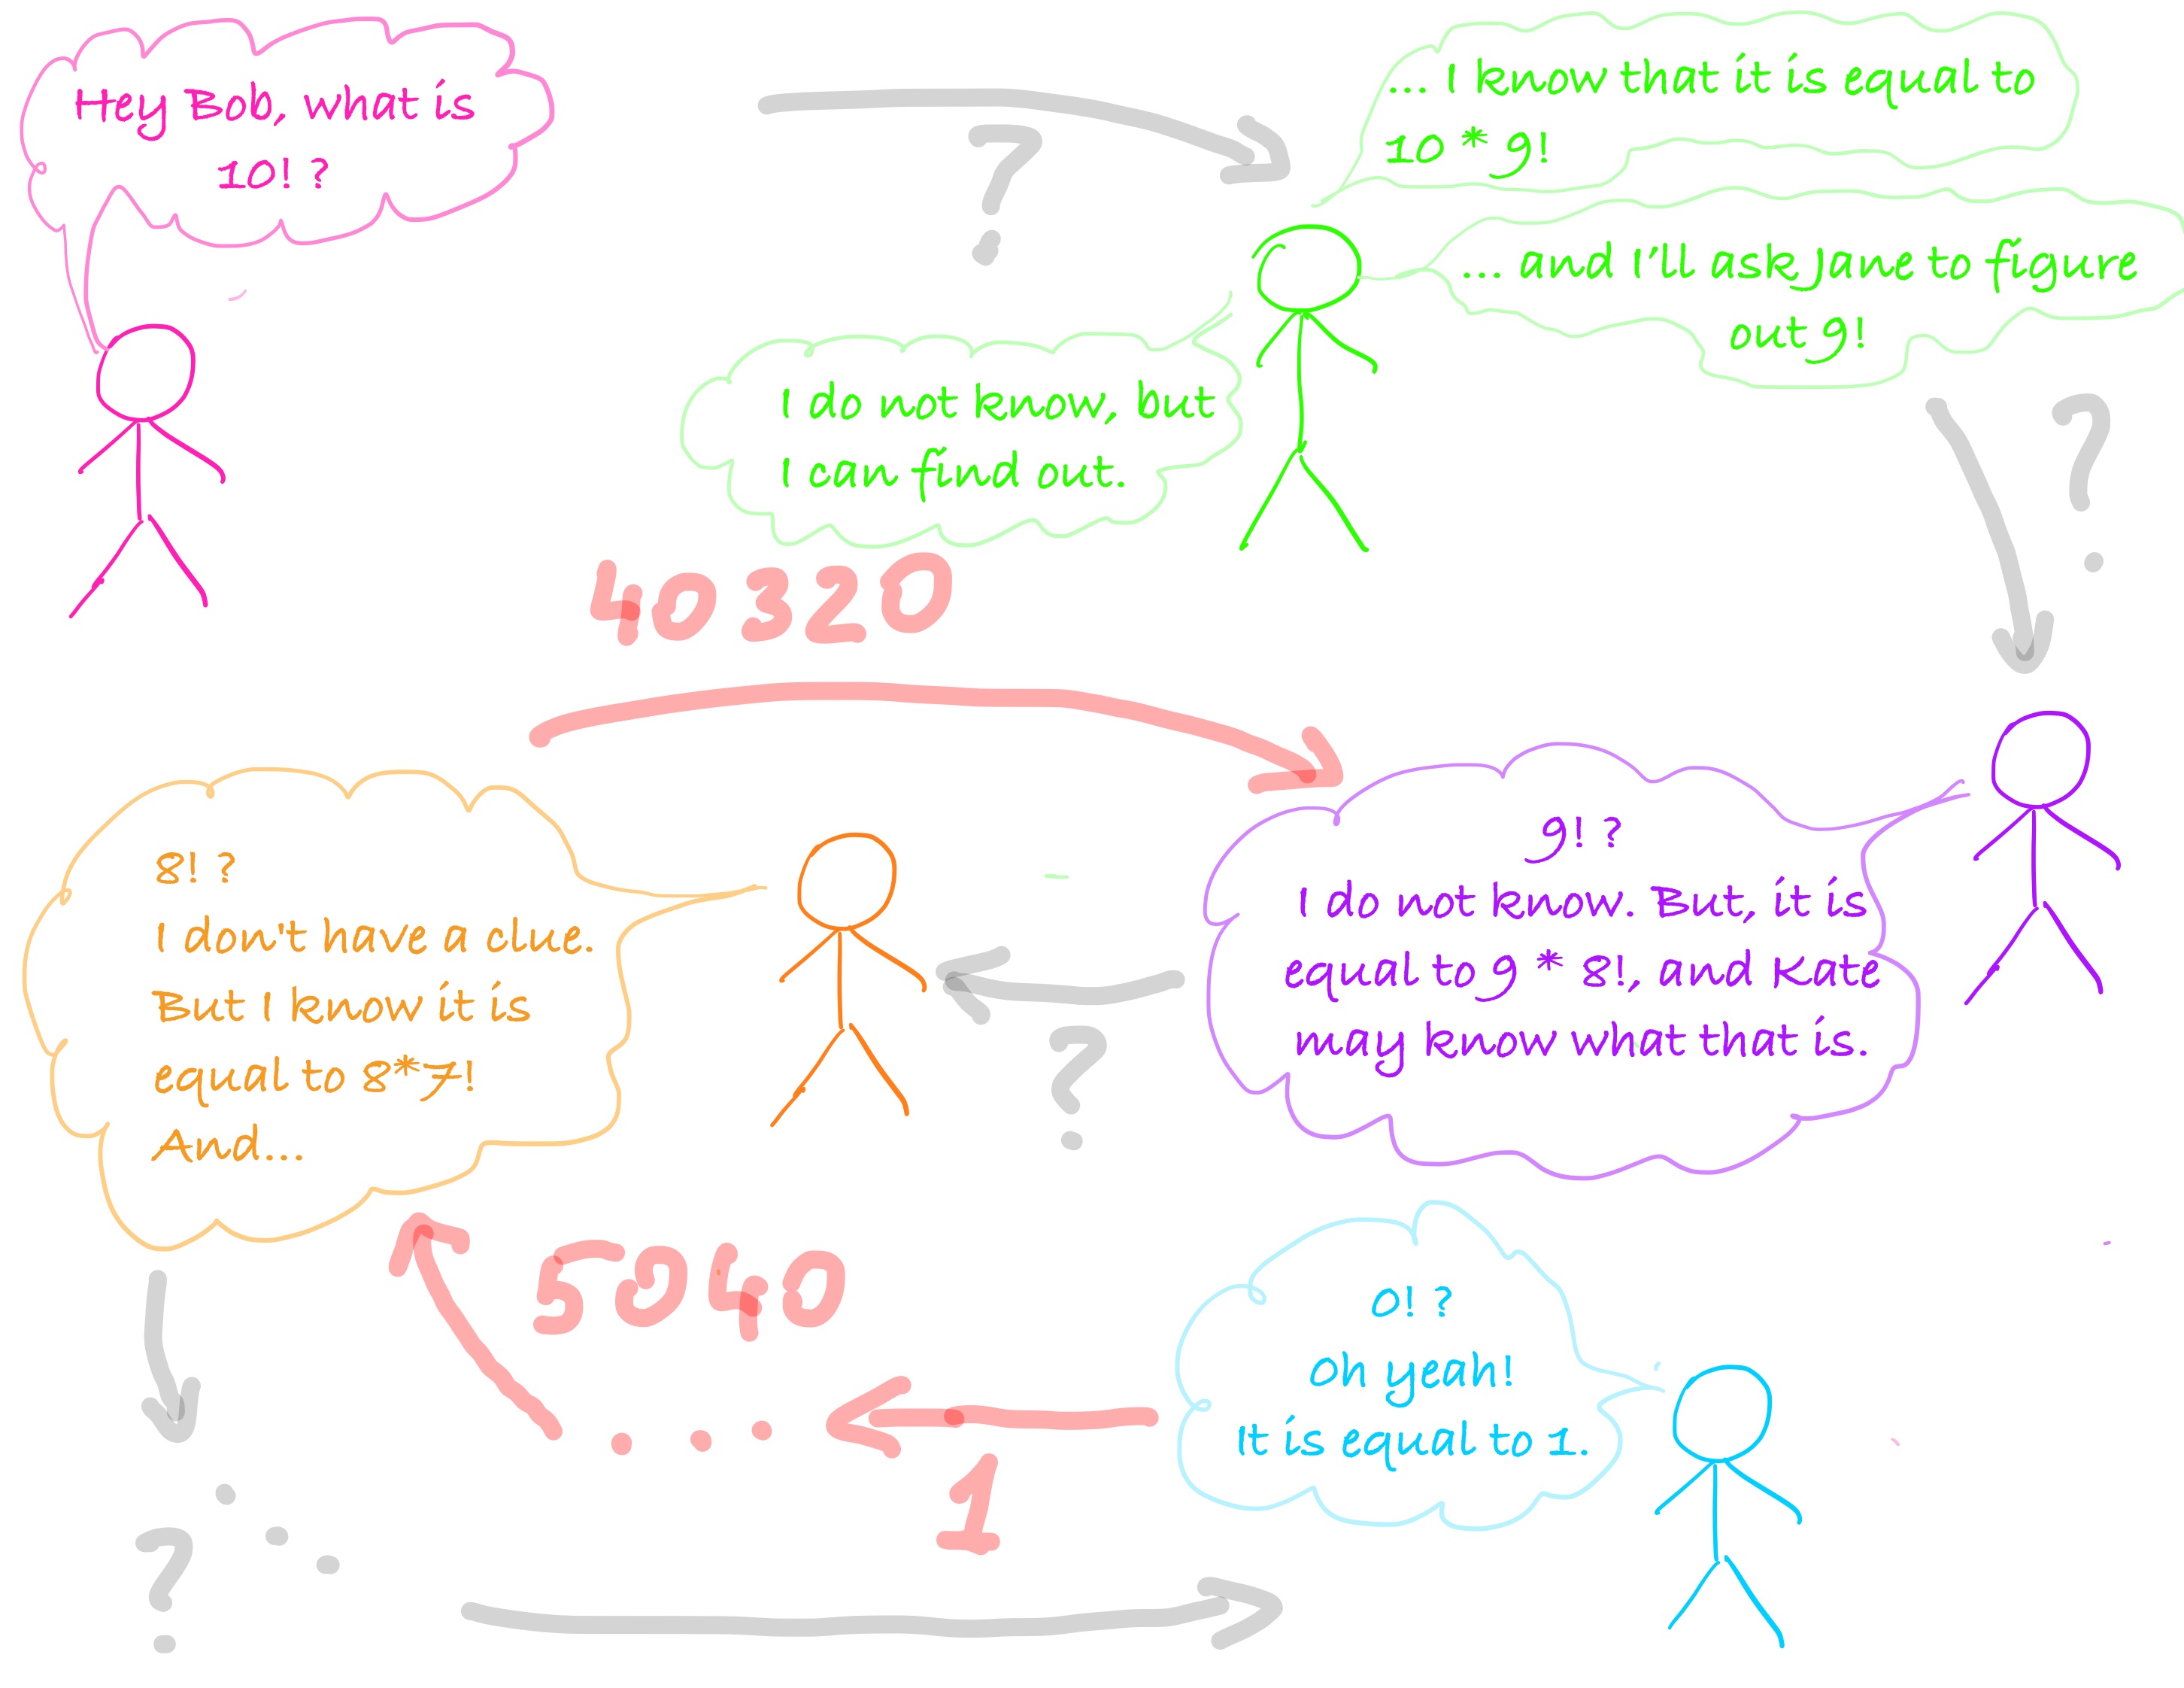 Hey Bob, what is
10! ?
?
... I know that it is equal to
10 * 9!
... and I'll ask Jane to figure
out 9!
I do not know, but
I can find out.
?
40320
9! ?
I do not know. But, it is
equal to 9 * 8!, and Kate
may know what that is.
?
8! ?
I don't have a clue.
But I know it is
equal to 8*7!
And...
5040
?
...
0! ?
Oh yeah!
It is equal to 1.
1
...